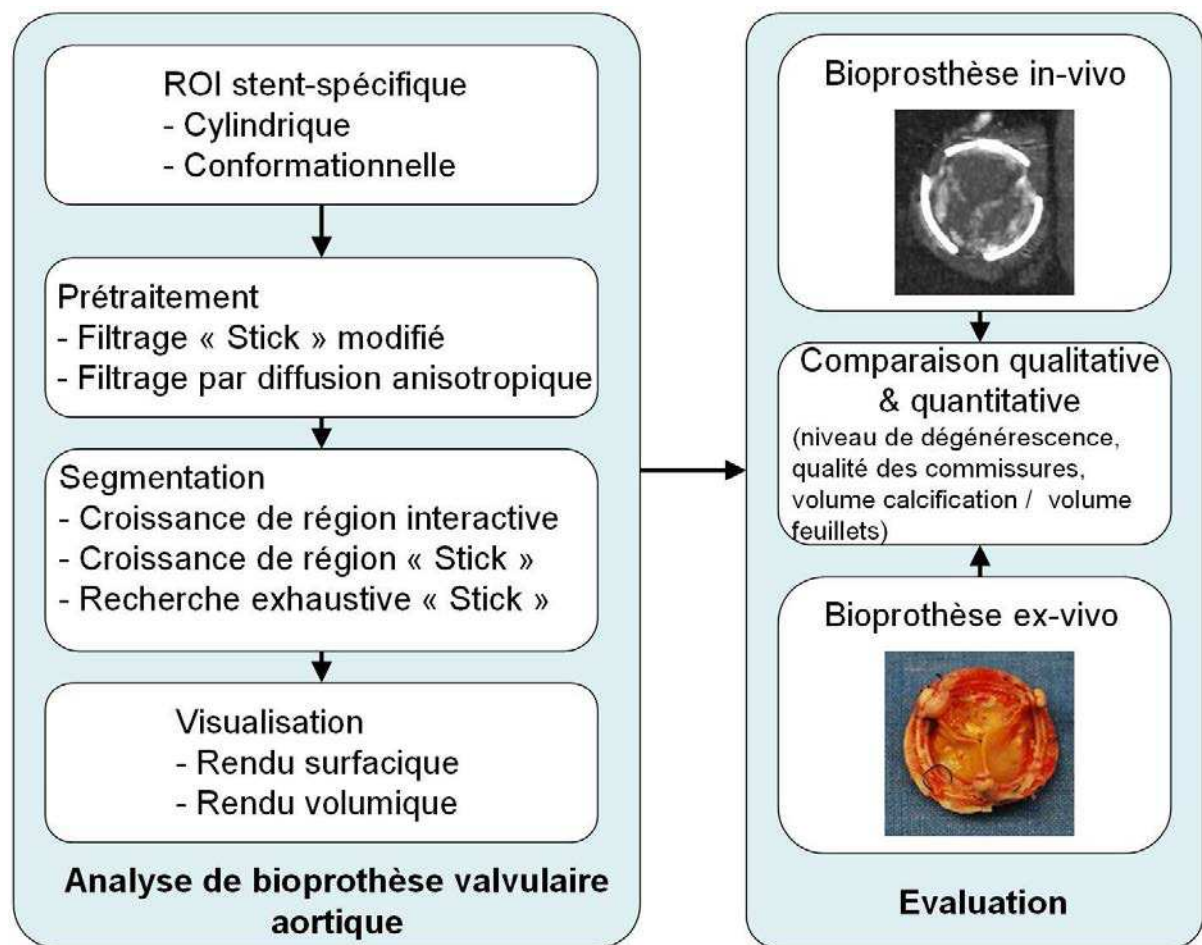 ROI stent-spécifique
- Cylindrique
- Conformationnelle
Prétraitement
- Filtrage « Stick » modifié
- Filtrage par diffusion anisotropique
Segmentation
- Croissance de région interactive
- Croissance de région « Stick »
- Recherche exhaustive « Stick »
Visualisation
- Rendu surfacique
- Rendu volumique
Analyse de bioprothèse valvulaire
aortique
Bioprosthèse in-vivo
Comparaison qualitative
& quantitative
(niveau de dégénérescence,
qualité des commissures,
volume calcification / volume
feuillets)
Bioprothèse ex-vivo
Evaluation